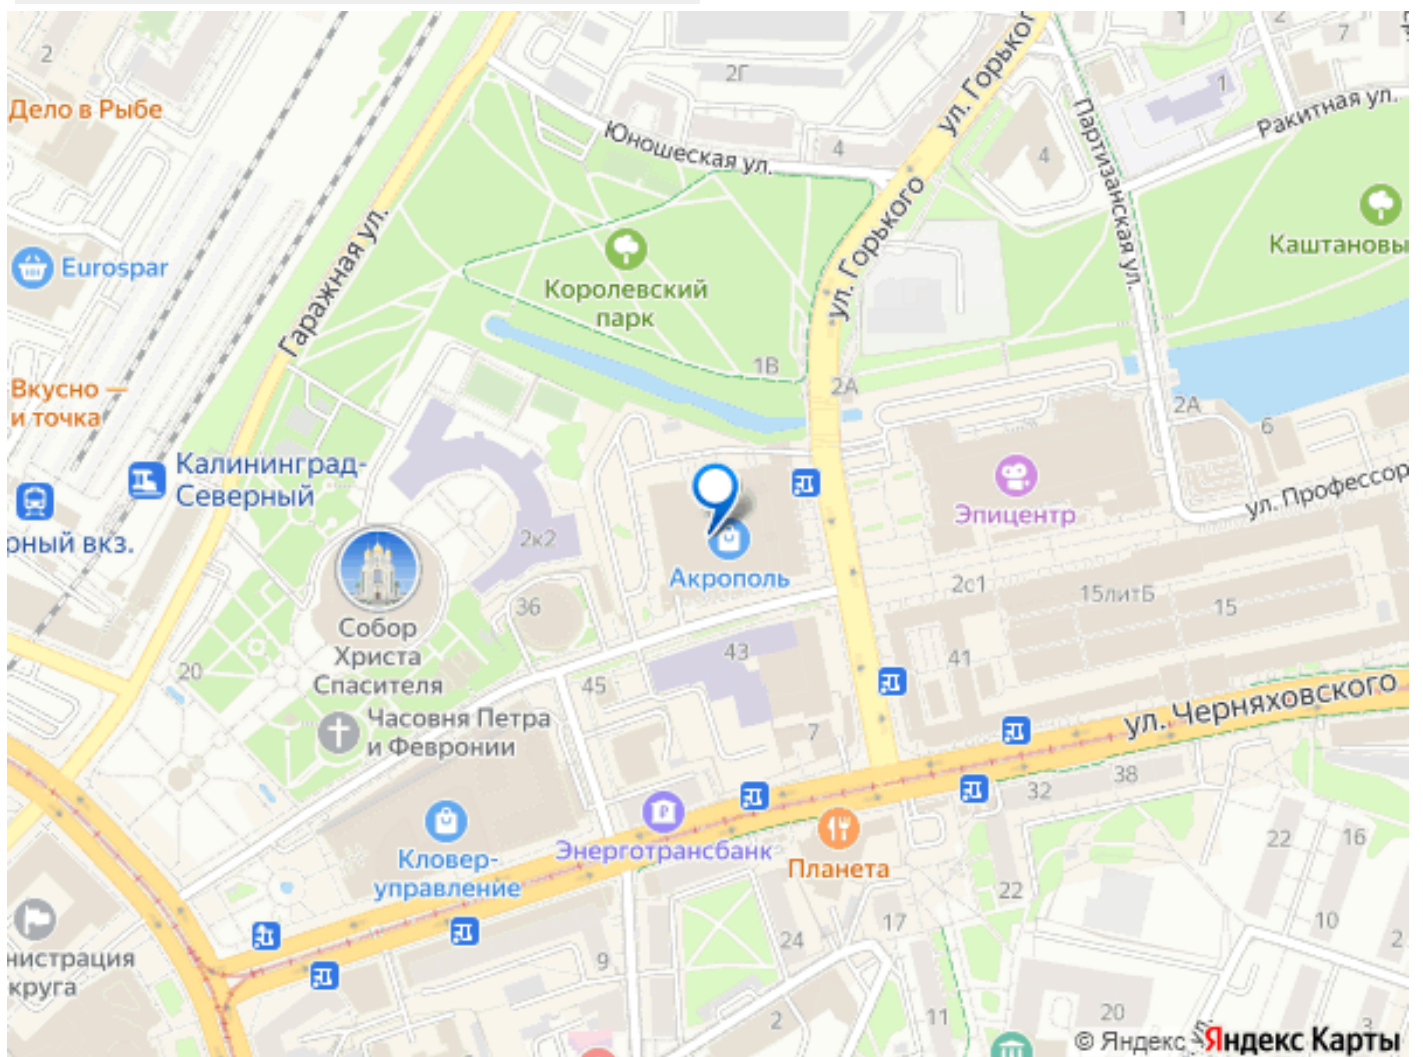 2
2Г
1
2
7
ул. Горького
1
Дело в Рыбе
Ракитная ул.
Юношеская ул.
4
4
Партизанская ул.
ул. Горького
Гаражная ул.
Каштановы
Eurospar
Королевский
парк
1В
2А
Вкусно —
и точка
2А
6
Калининград-
Северный
ул. Профессор
Эпицентр
рный вкз.
2к2
Акрополь
2с1
15литБ
15
36
Собор
Христа
Спасителя
43
41
20
45
ул. Черняховского
Часовня Петра
и Февронии
7
38
32
Энерготрансбанк
Кловер-
управление
Планета
22
16
22
17
10
24
2
9
нистрация
круга
20
11
2
ул.
© Яндекс Яндекс Карты